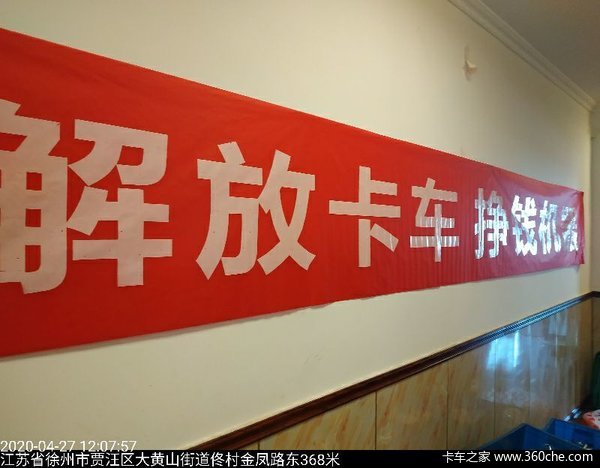 解放卡车 挣钱机器
2020-04-27 12:07:57
江苏省徐州市贾汪区大黄山街道佟村金凤路东368米
卡车之家 www.360che.com